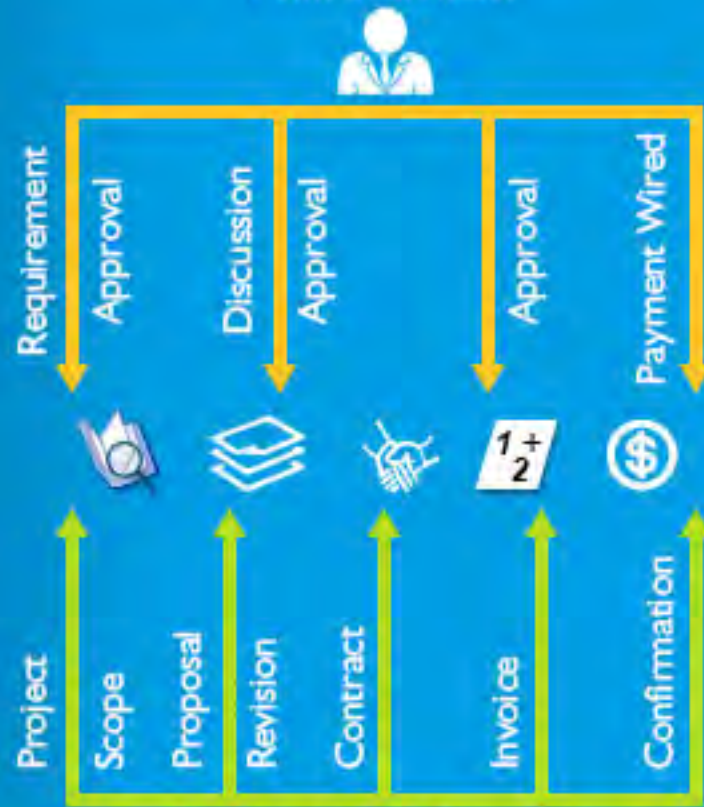 Requirement
Approval
Discussion
Approval
Approval
Payment Wired
1 +
2
$
Project
Scope
Proposal
Revision
Contract
Invoice
Confirmation